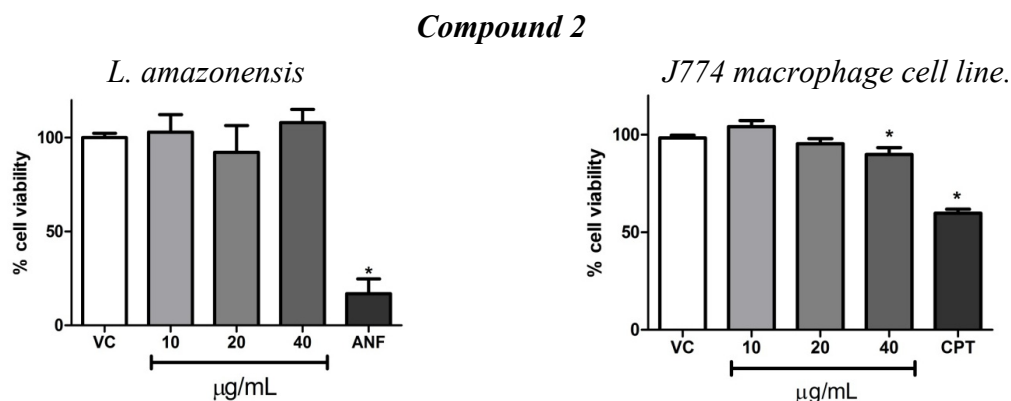 Compound 2
L. amazonensis
% cell viability
100
50
0
*
VC 10 20 40 ANF
µg/mL
J774 macrophage cell line.
% cell viability
100
50
0
*
*
VC 10 20 40 CPT
µg/mL